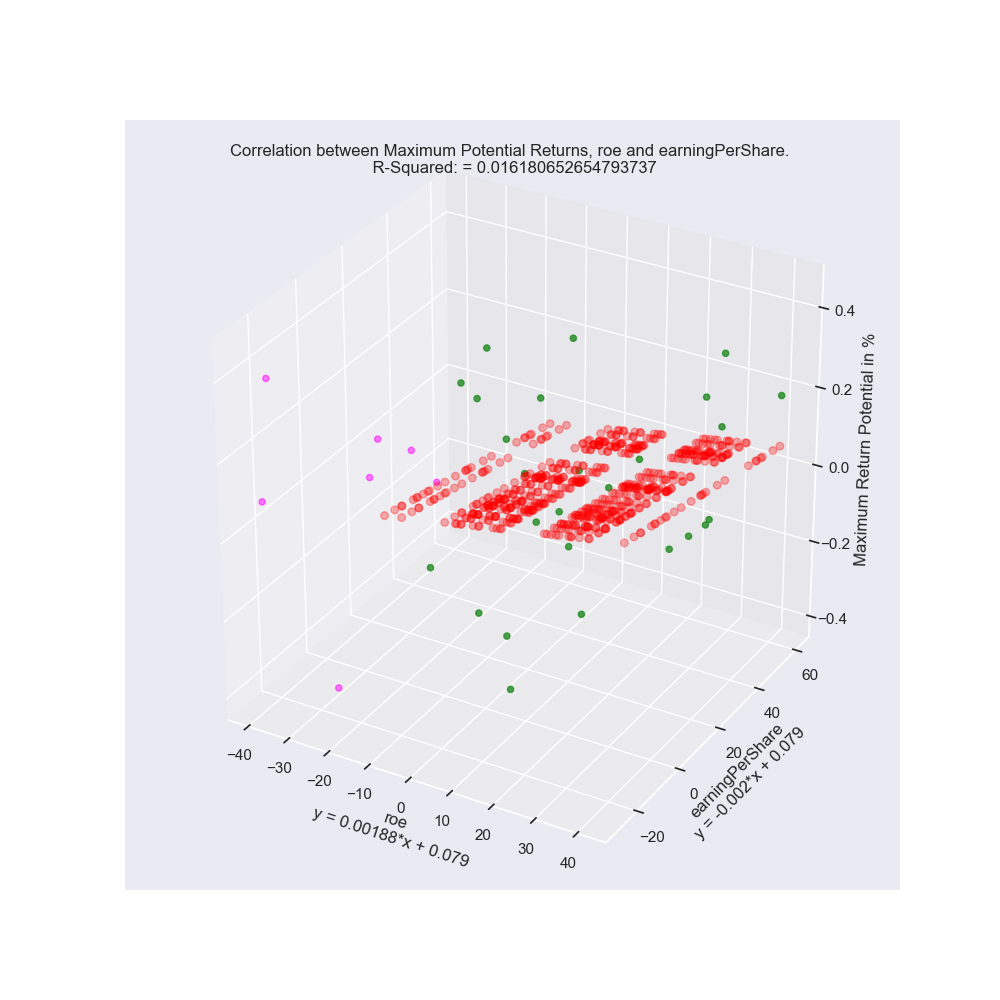 Correlation between Maximum Potential Returns, roe and earningPerShare.
R-Squared: = 0.016180652654793737
0.4
0.2
0.0
−0.2
−0.4
Maximum Return Potential in %
60
40
20
0
−20
earningPerShare
y = -0.002*x + 0.079
−40
−30
−20
−10
0
10
20
30
40
roe
y = 0.00188*x + 0.079